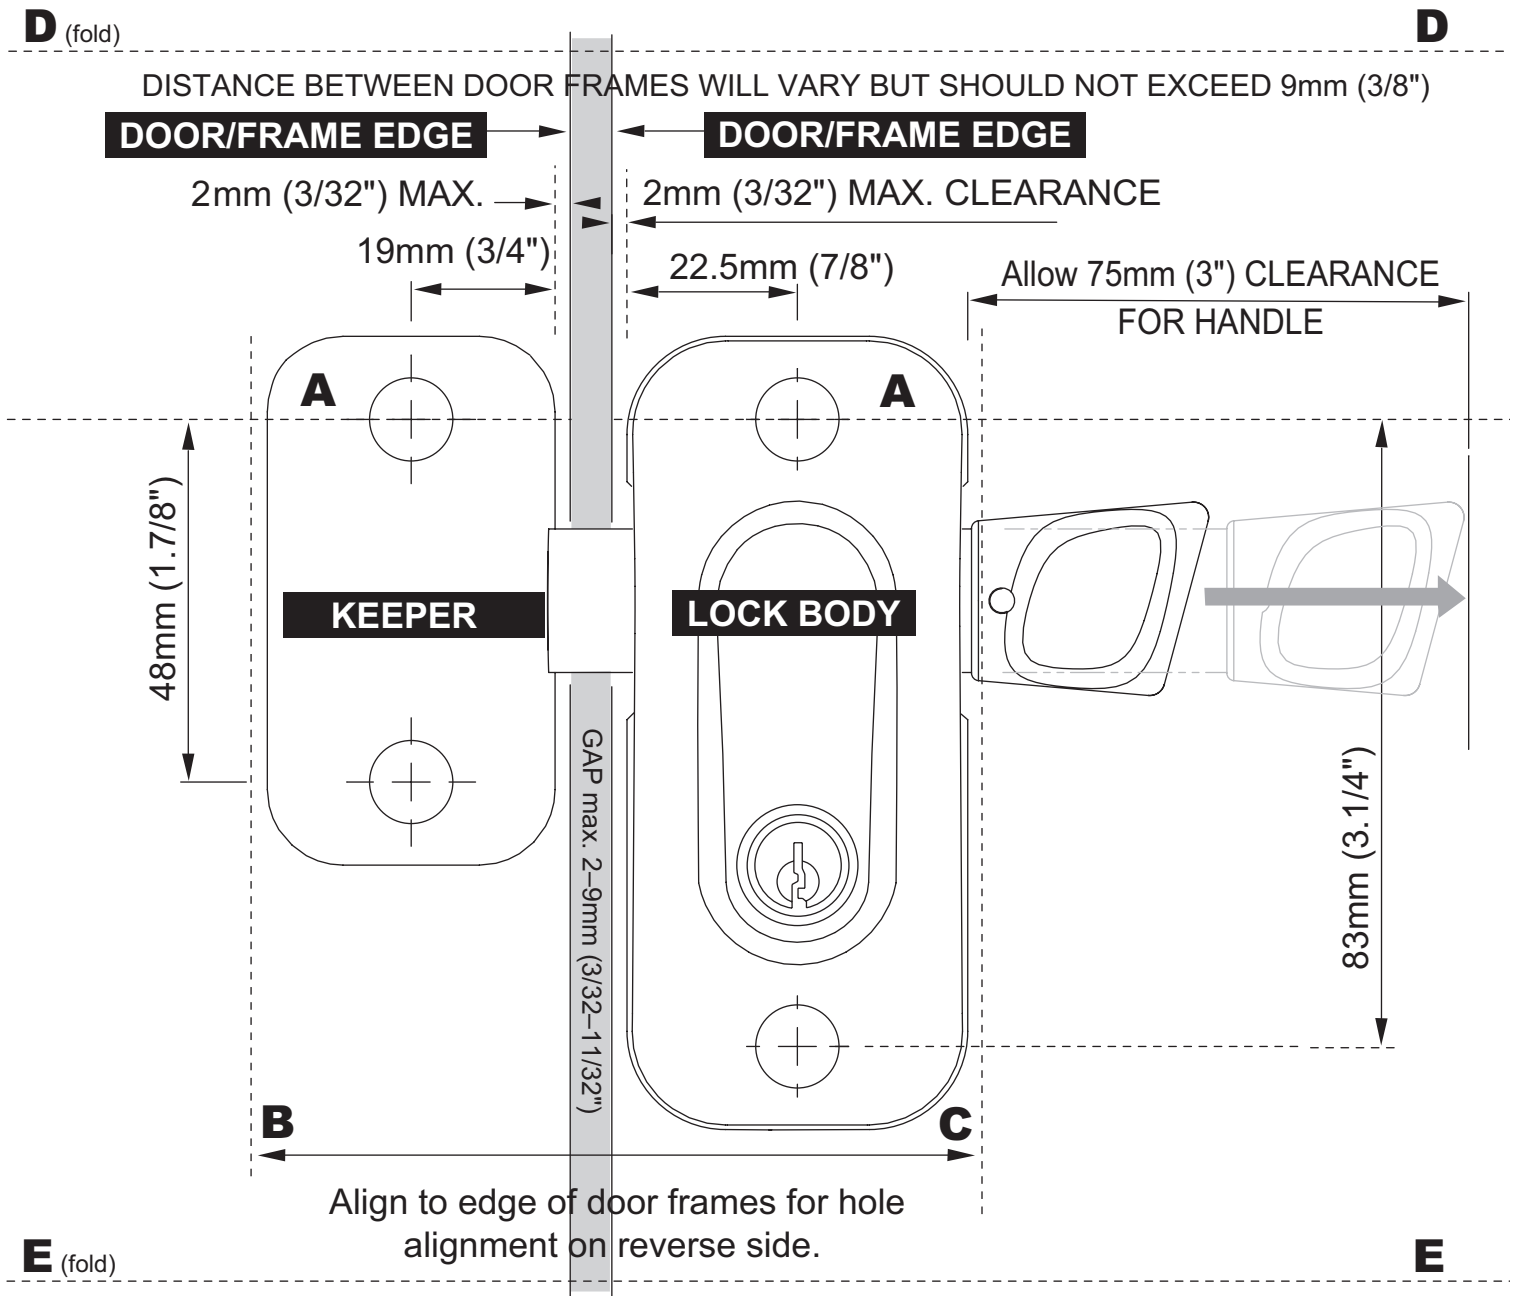 D (fold)
D
DISTANCE BETWEEN DOOR FRAMES WILL VARY BUT SHOULD NOT EXCEED 9mm (3/8")
DOOR/FRAME EDGE
DOOR/FRAME EDGE
2mm (3/32") MAX.
2mm (3/32") MAX. CLEARANCE
19mm (3/4")
22.5mm (7/8")
Allow 75mm (3") CLEARANCE
FOR HANDLE
A
A
48mm (1.7/8")
KEEPER
LOCK BODY
GAP max. 2–9mm (3/32–11/32")
83mm (3.1/4")
B
C
Align to edge of door frames for hole
alignment on reverse side.
E (fold)
E